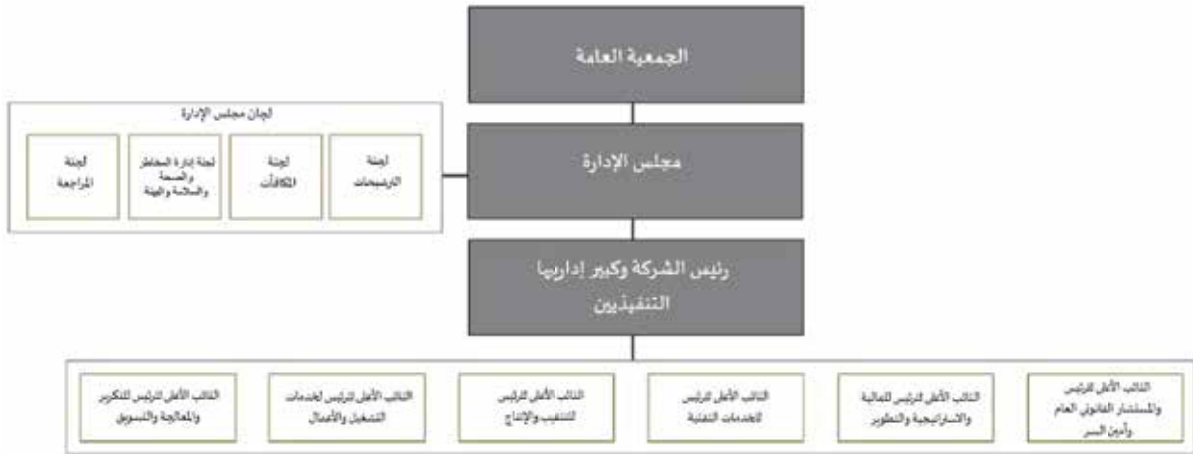 الجمعية العامة
لجان مجلس الإدارة
لجنة
الترشيحات
لجنة
المكافآت
لجنة إدارة المخاطر
والصحة
والسلامة والبيئة
لجنة
المراجعة
مجلس الإدارة
رئيس الشركة وكبير إدارييها
التنفيذيين
النائب الأعلى للرئيس
والمستشار القانوني العام
وأمين السر
النائب الأعلى للرئيس للمالية
والاستراتيجية والتطوير
النائب الأعلى للرئيس
للخدمات التقنية
النائب الأعلى للرئيس
للتنقيب والإنتاج
النائب الأعلى للرئيس لخدمات
التشغيل والأعمال
النائب الأعلى للرئيس للتكرير
والمعالجة والتسويق